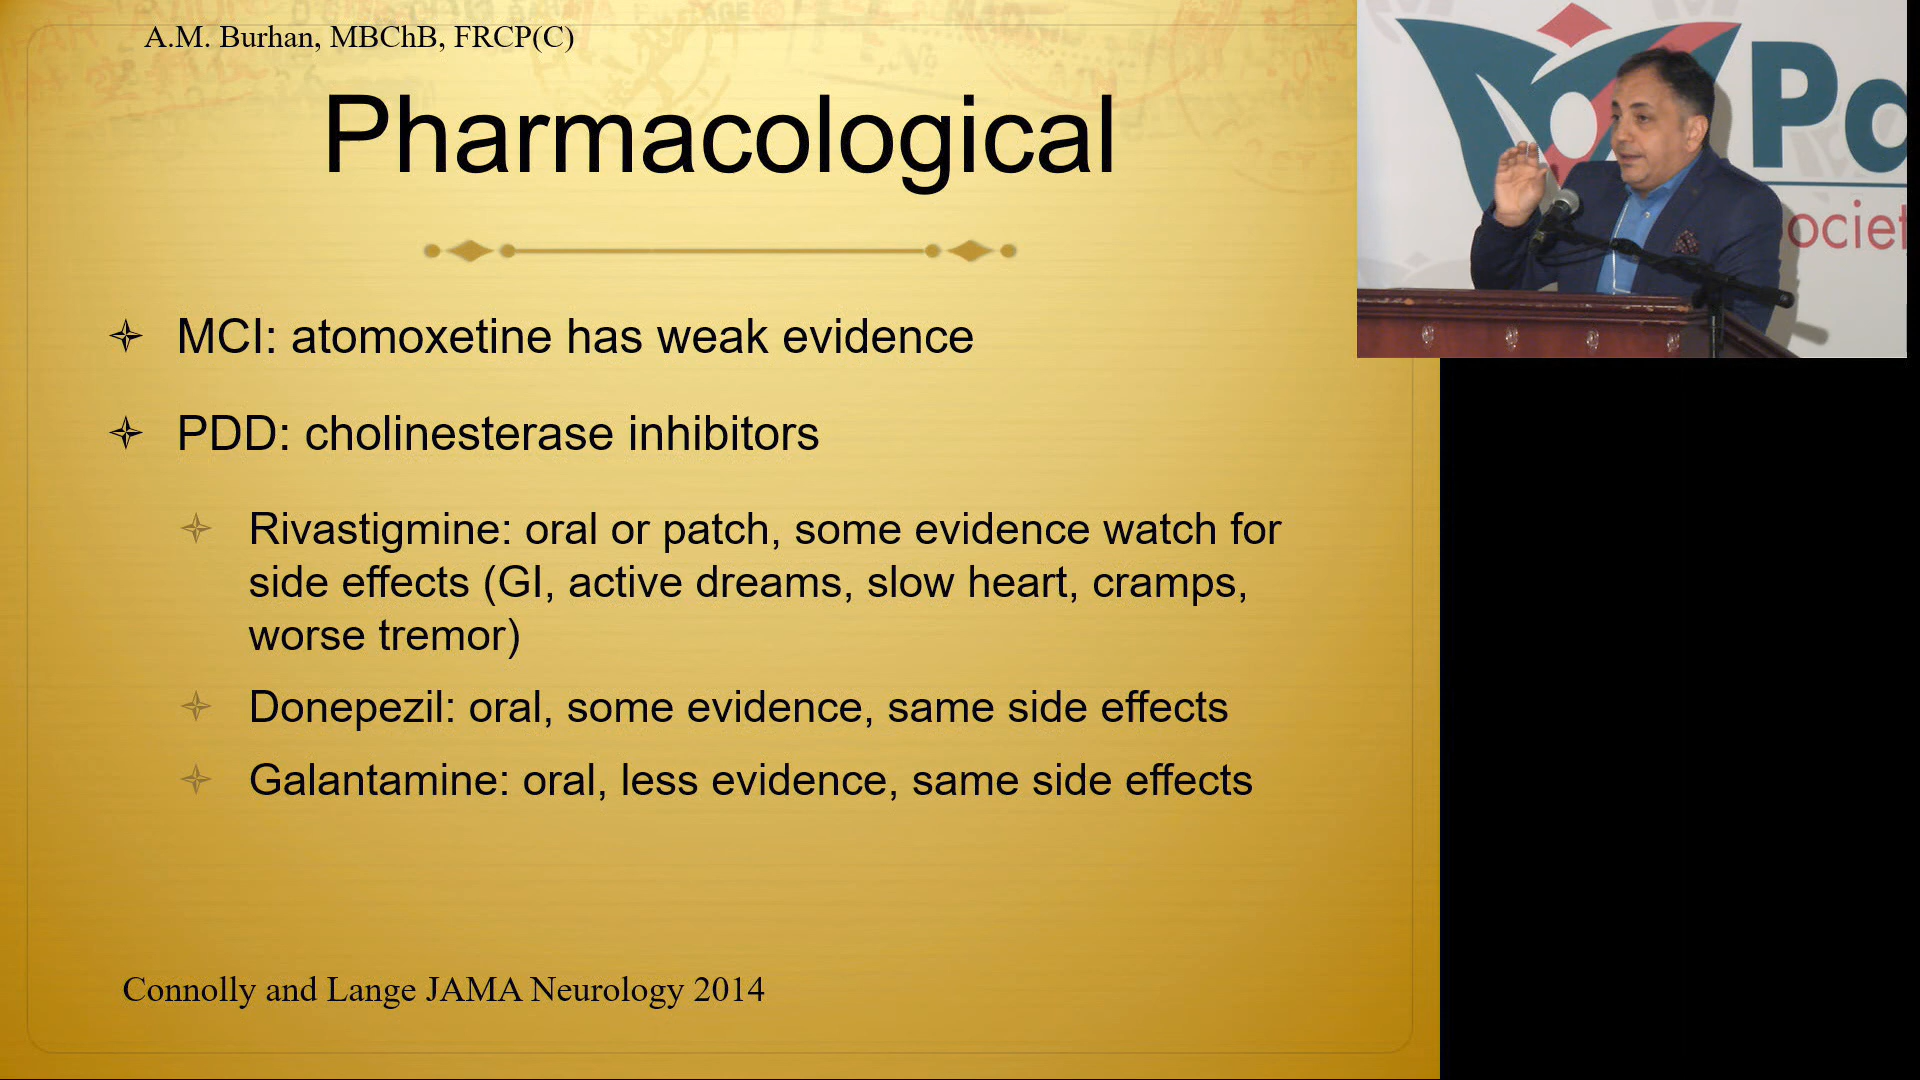 A.M. Burhan, MBChB, FRCP(C)
Pharmacological
MCI: atomoxetine has weak evidence
PDD: cholinesterase inhibitors
Rivastigmine: oral or patch, some evidence watch for
side effects (GI, active dreams, slow heart, cramps,
worse tremor)
Donepezil: oral, some evidence, same side effects
Galantamine: oral, less evidence, same side effects
Connolly and Lange JAMA Neurology 2014